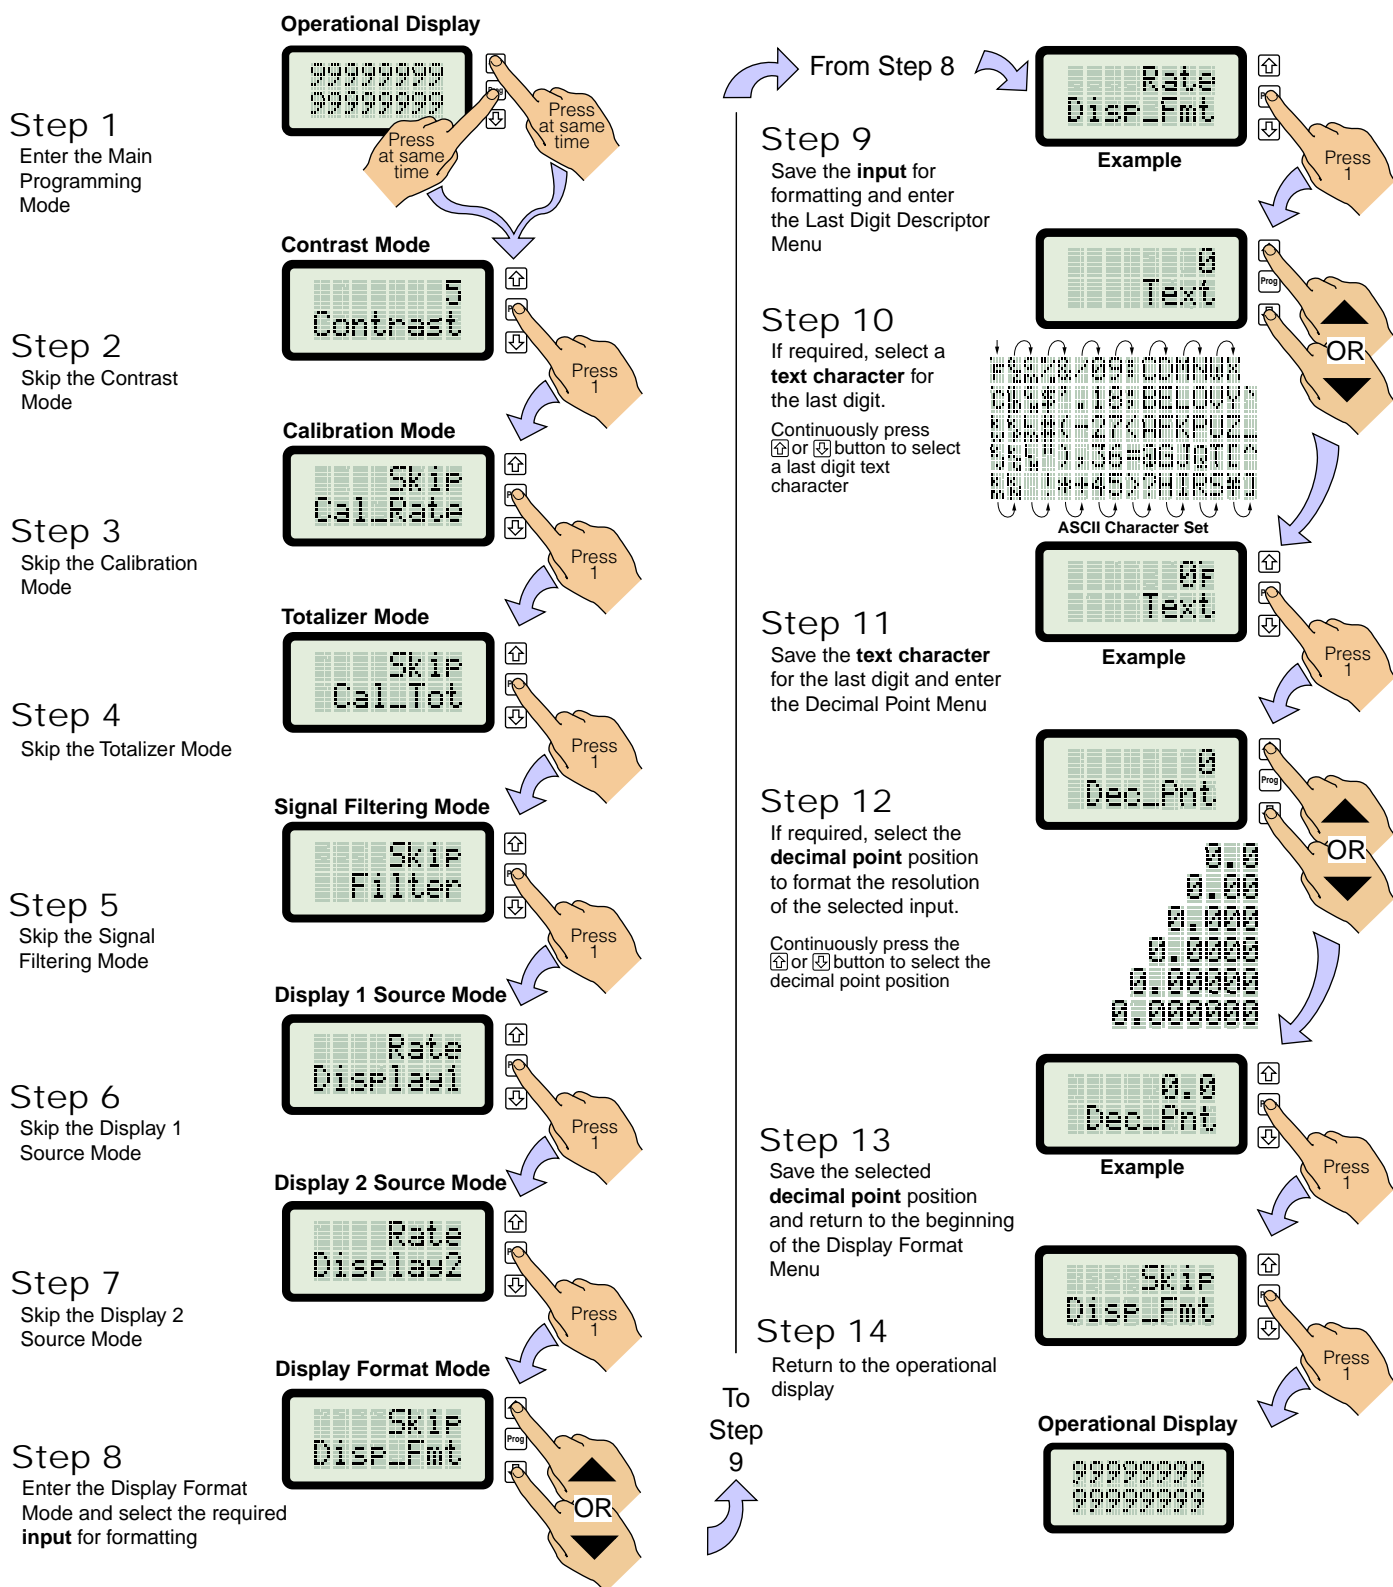 Operational Display
99999999
99999999
Prog
Press
at same
time
Press
at same
time
Step 1
Enter the Main
Programming
Mode
Contrast Mode
5
Contrast
Press
1
Step 2
Skip the Contrast
Mode
Calibration Mode
Skip
Cal_Rate
Press
1
Step 3
Skip the Calibration
Mode
Totalizer Mode
Skip
Cal_Tot
Press
1
Step 4
Skip the Totalizer Mode
Signal Filtering Mode
Skip
Filter
Press
1
Step 5
Skip the Signal
Filtering Mode
Display 1 Source Mode
Rate
Display1
Press
1
Step 6
Skip the Display 1
Source Mode
Display 2 Source Mode
Rate
Display2
Press
1
Step 7
Skip the Display 2
Source Mode
Display Format Mode
Skip
Disp_Fmt
Prog
OR
Step 8
Enter the Display Format
Mode and select the required
input for formatting
To
Step
9
From Step 8
Rate
Disp_Fmt
Example
Press
1
Step 9
Save the input for
formatting and enter
the Last Digit Descriptor
Menu
0
Text
Prog
OR
Step 10
If required, select a
text character for
the last digit.
Continuously press
or button to select
a last digit text
character
ASCII Character Set
0F
Text
Example
Press
1
Step 11
Save the text character
for the last digit and enter
the Decimal Point Menu
0
Dec_Pnt
Prog
OR
Step 12
If required, select the
decimal point position
to format the resolution
of the selected input.
Continuously press the
or button to select the
decimal point position
0.0
0.00
0.000
0.0000
0.00000
0.000000
0.0
Dec_Pnt
Example
Press
1
Step 13
Save the selected
decimal point position
and return to the beginning
of the Display Format
Menu
Skip
Disp_Fmt
Press
1
Step 14
Return to the operational
display
Operational Display
99999999
99999999